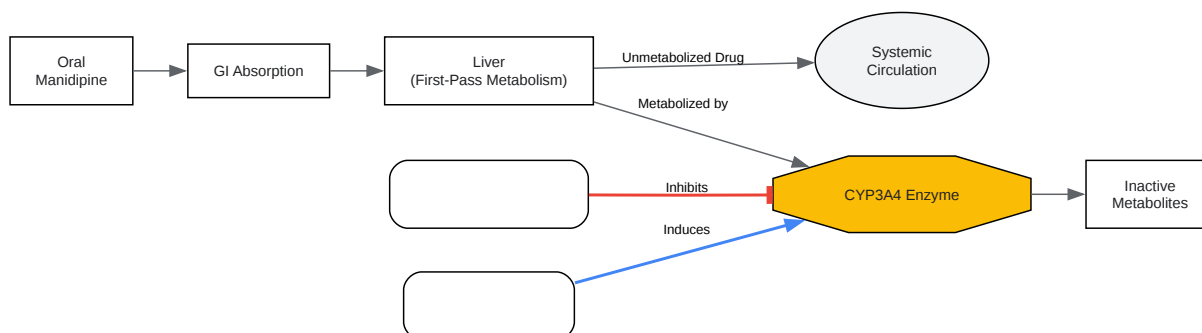 Oral
Manidipine
GI Absorption
Liver
(First-Pass Metabolism)
Unmetabolized Drug
Systemic
Circulation
Metabolized by
Inhibits
CYP3A4 Enzyme
Inactive
Metabolites
Induces